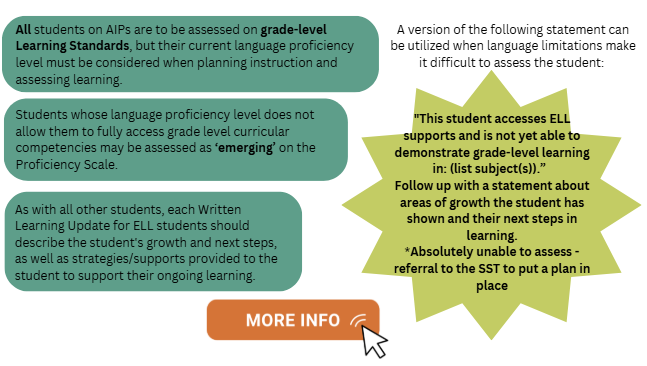 All students on AIPs are to be assessed on grade-level
Learning Standards, but their current language proficiency
level must be considered when planning instruction and
assessing learning.
Students whose language proficiency level does not
allow them to fully access grade level curricular
competencies may be assessed as ‘emerging’ on the
Proficiency Scale.
As with all other students, each Written
Learning Update for ELL students should
describe the student's growth and next steps,
as well as strategies/supports provided to the
student to support their ongoing learning.
MORE INFO
A version of the following statement can
be utilized when language limitations make
it difficult to assess the student:
"This student accesses ELL
supports and is not yet able to
demonstrate grade-level learning
in: (list subject(s)).”
Follow up with a statement about
areas of growth the student has
shown and their next steps in
learning.
*Absolutely unable to assess -
referral to the SST to put a plan in
place